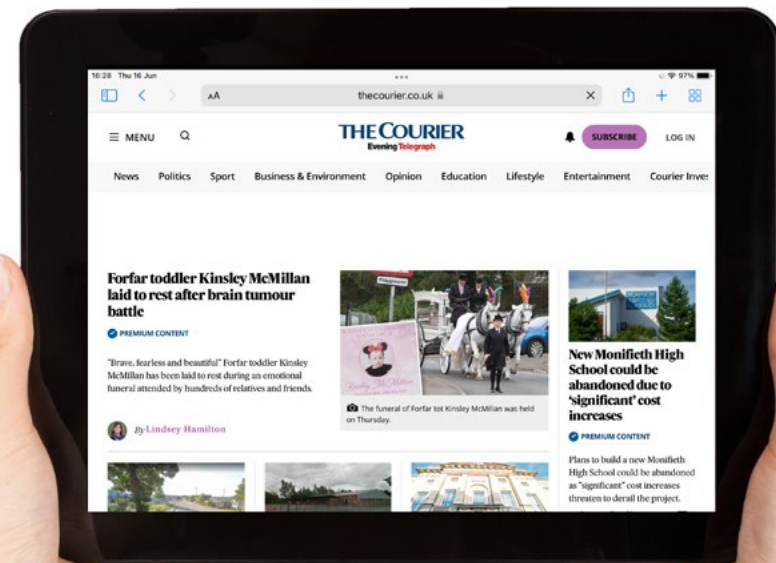 16:28 Thu 16 Jun
97%
AA
thecourier.co.uk
MENU
THE COURIER
Evening Telegraph
SUBSCRIBE
LOG IN
News Politics Sport Business & Environment Opinion Education Lifestyle Entertainment Courier Inves
Forfar toddler Kinsley McMillan
laid to rest after brain tumour
battle
PREMIUM CONTENT
"Brave, fearless and beautiful" Forfar toddler Kinsley
McMillan has been laid to rest during an emotional
funeral attended by hundreds of relatives and friends.
By Lindsey Hamilton
Playground
Kinsley McMillan
The funeral of Forfar tot Kinsley McMillan was held
on Thursday.
New Monifieth High
School could be
abandoned due to
‘significant’ cost
increases
PREMIUM CONTENT
Plans to build a new Monifieth
High School could be abandoned
as "significant" cost increases
threaten to derail the project.